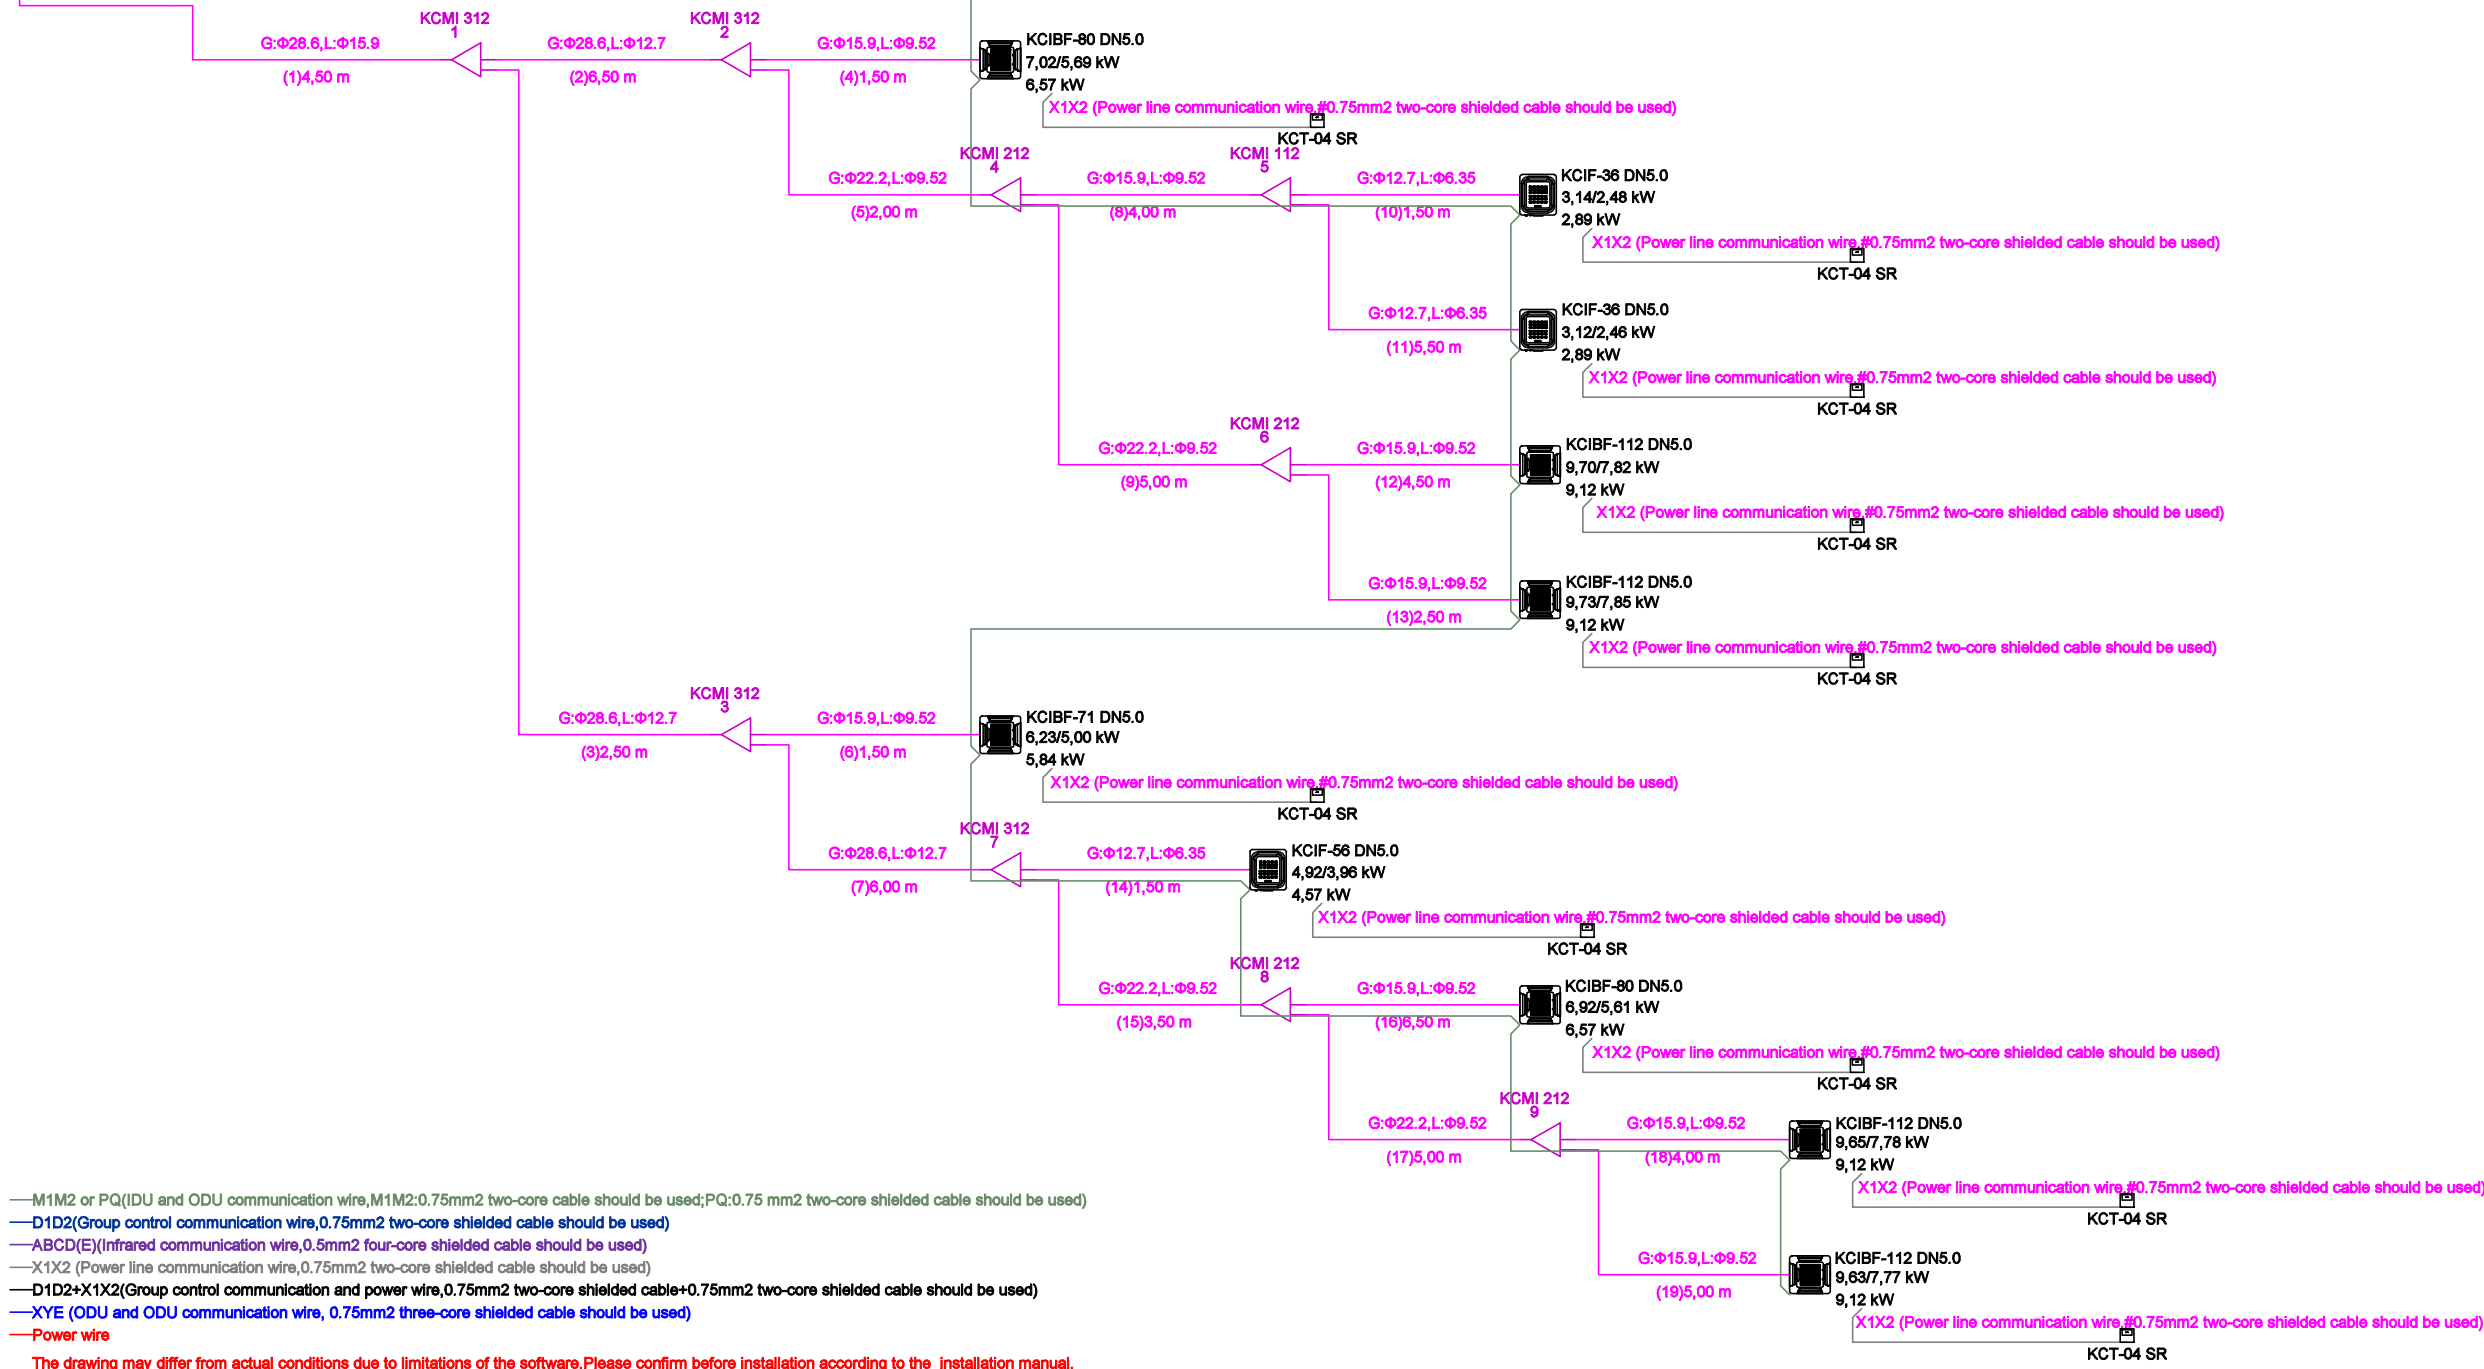 KCMI 312
1
KCMI 312
2
G:Φ28.6,L:Φ15.9
G:Φ28.6,L:Φ12.7
G:Φ15.9,L:Φ9.52
(1)4,50 m
(2)6,50 m
(4)1,50 m
KCIBF-80 DN5.0
7,02/5,69 kW
6,57 kW
X1X2 (Power line communication wire,#0.75mm2 two-core shielded cable should be used)
KCT-04 SR
KCMI 212
4
KCMI 112
5
G:Φ22.2,L:Φ9.52
G:Φ15.9,L:Φ9.52
G:Φ12.7,L:Φ6.35
(5)2,00 m
(8)4,00 m
(10)1,50 m
KCIF-36 DN5.0
3,14/2,48 kW
2,89 kW
X1X2 (Power line communication wire,#0.75mm2 two-core shielded cable should be used)
KCT-04 SR
G:Φ12.7,L:Φ6.35
(11)5,50 m
KCIF-36 DN5.0
3,12/2,46 kW
2,89 kW
X1X2 (Power line communication wire,#0.75mm2 two-core shielded cable should be used)
KCT-04 SR
KCMI 212
6
G:Φ22.2,L:Φ9.52
G:Φ15.9,L:Φ9.52
(9)5,00 m
(12)4,50 m
KCIBF-112 DN5.0
9,70/7,82 kW
9,12 kW
X1X2 (Power line communication wire,#0.75mm2 two-core shielded cable should be used)
KCT-04 SR
G:Φ15.9,L:Φ9.52
(13)2,50 m
KCIBF-112 DN5.0
9,73/7,85 kW
9,12 kW
X1X2 (Power line communication wire,#0.75mm2 two-core shielded cable should be used)
KCT-04 SR
KCMI 312
3
G:Φ28.6,L:Φ12.7
G:Φ15.9,L:Φ9.52
(3)2,50 m
(6)1,50 m
KCIBF-71 DN5.0
6,23/5,00 kW
5,84 kW
X1X2 (Power line communication wire,#0.75mm2 two-core shielded cable should be used)
KCT-04 SR
KCMI 312
7
G:Φ28.6,L:Φ12.7
G:Φ12.7,L:Φ6.35
(7)6,00 m
(14)1,50 m
KCIF-56 DN5.0
4,92/3,96 kW
4,57 kW
X1X2 (Power line communication wire,#0.75mm2 two-core shielded cable should be used)
KCT-04 SR
KCMI 212
8
G:Φ22.2,L:Φ9.52
G:Φ15.9,L:Φ9.52
(15)3,50 m
(16)6,50 m
KCIBF-80 DN5.0
6,92/5,61 kW
6,57 kW
X1X2 (Power line communication wire,#0.75mm2 two-core shielded cable should be used)
KCT-04 SR
KCMI 212
9
G:Φ22.2,L:Φ9.52
G:Φ15.9,L:Φ9.52
(17)5,00 m
(18)4,00 m
KCIBF-112 DN5.0
9,65/7,78 kW
9,12 kW
X1X2 (Power line communication wire,#0.75mm2 two-core shielded cable should be used)
KCT-04 SR
G:Φ15.9,L:Φ9.52
(19)5,00 m
KCIBF-112 DN5.0
9,63/7,77 kW
9,12 kW
X1X2 (Power line communication wire,#0.75mm2 two-core shielded cable should be used)
KCT-04 SR
M1M2 or PQ(IDU and ODU communication wire,M1M2:0.75mm2 two-core cable should be used;PQ:0.75 mm2 two-core shielded cable should be used)
D1D2(Group control communication wire,0.75mm2 two-core shielded cable should be used)
ABCD(E)(Infrared communication wire,0.5mm2 four-core shielded cable should be used)
X1X2 (Power line communication wire,0.75mm2 two-core shielded cable should be used)
D1D2+X1X2(Group control communication and power wire,0.75mm2 two-core shielded cable+0.75mm2 two-core shielded cable should be used)
XYE (ODU and ODU communication wire, 0.75mm2 three-core shielded cable should be used)
Power wire
The drawing may differ from actual conditions due to limitations of the software.Please confirm before installation according to the installation manual.